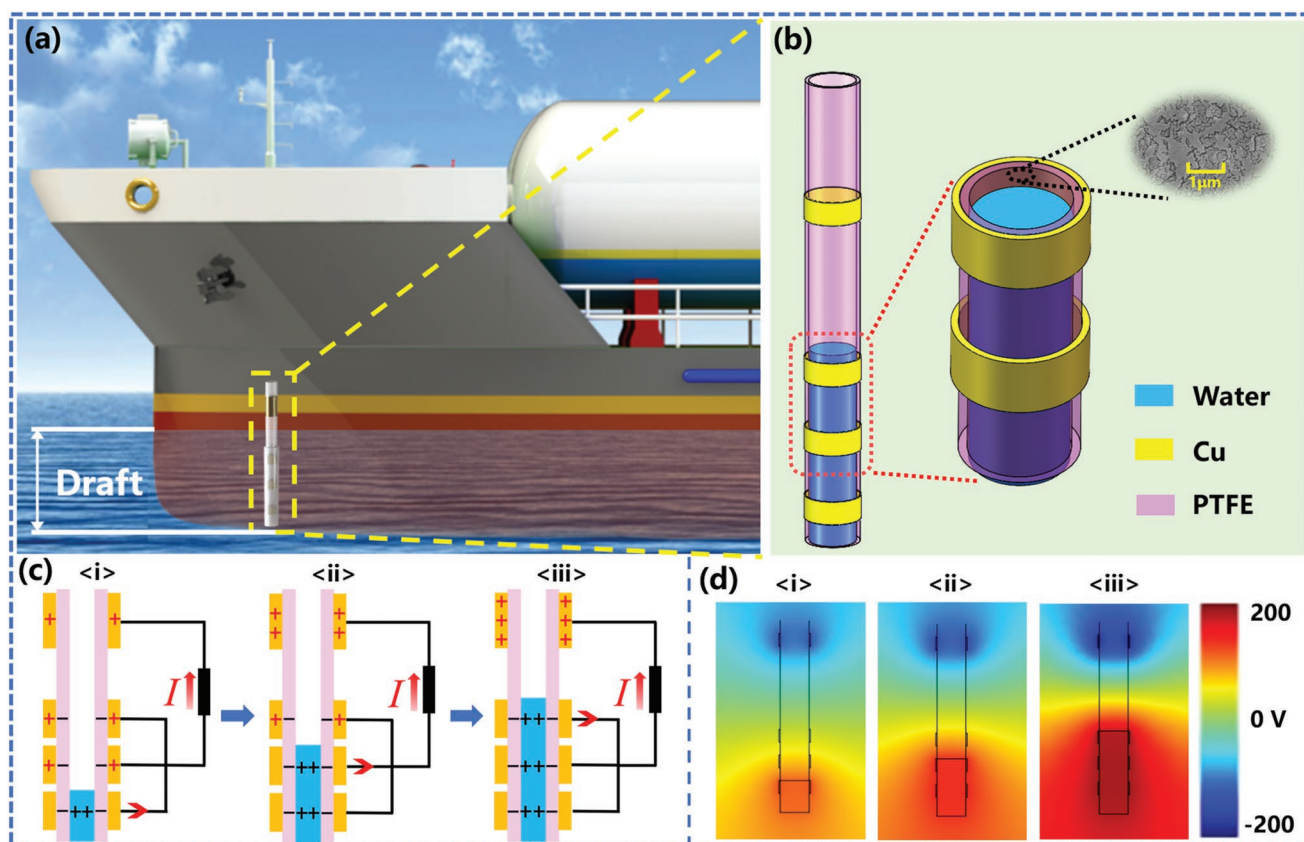 (a)
Draft
(b)
1μm
Water
Cu
PTFE
(c)
<i>
<ii>
<iii>
+ +
+ +
+ +
+ +
+ +
+ +
+ +
+ +
+ +
- -
- -
- -
- -
- -
- -
- -
- -
- -
++
++
++
++
++
++
I
I
I
(d)
<i>
<ii>
<iii>
200
0 V
-200